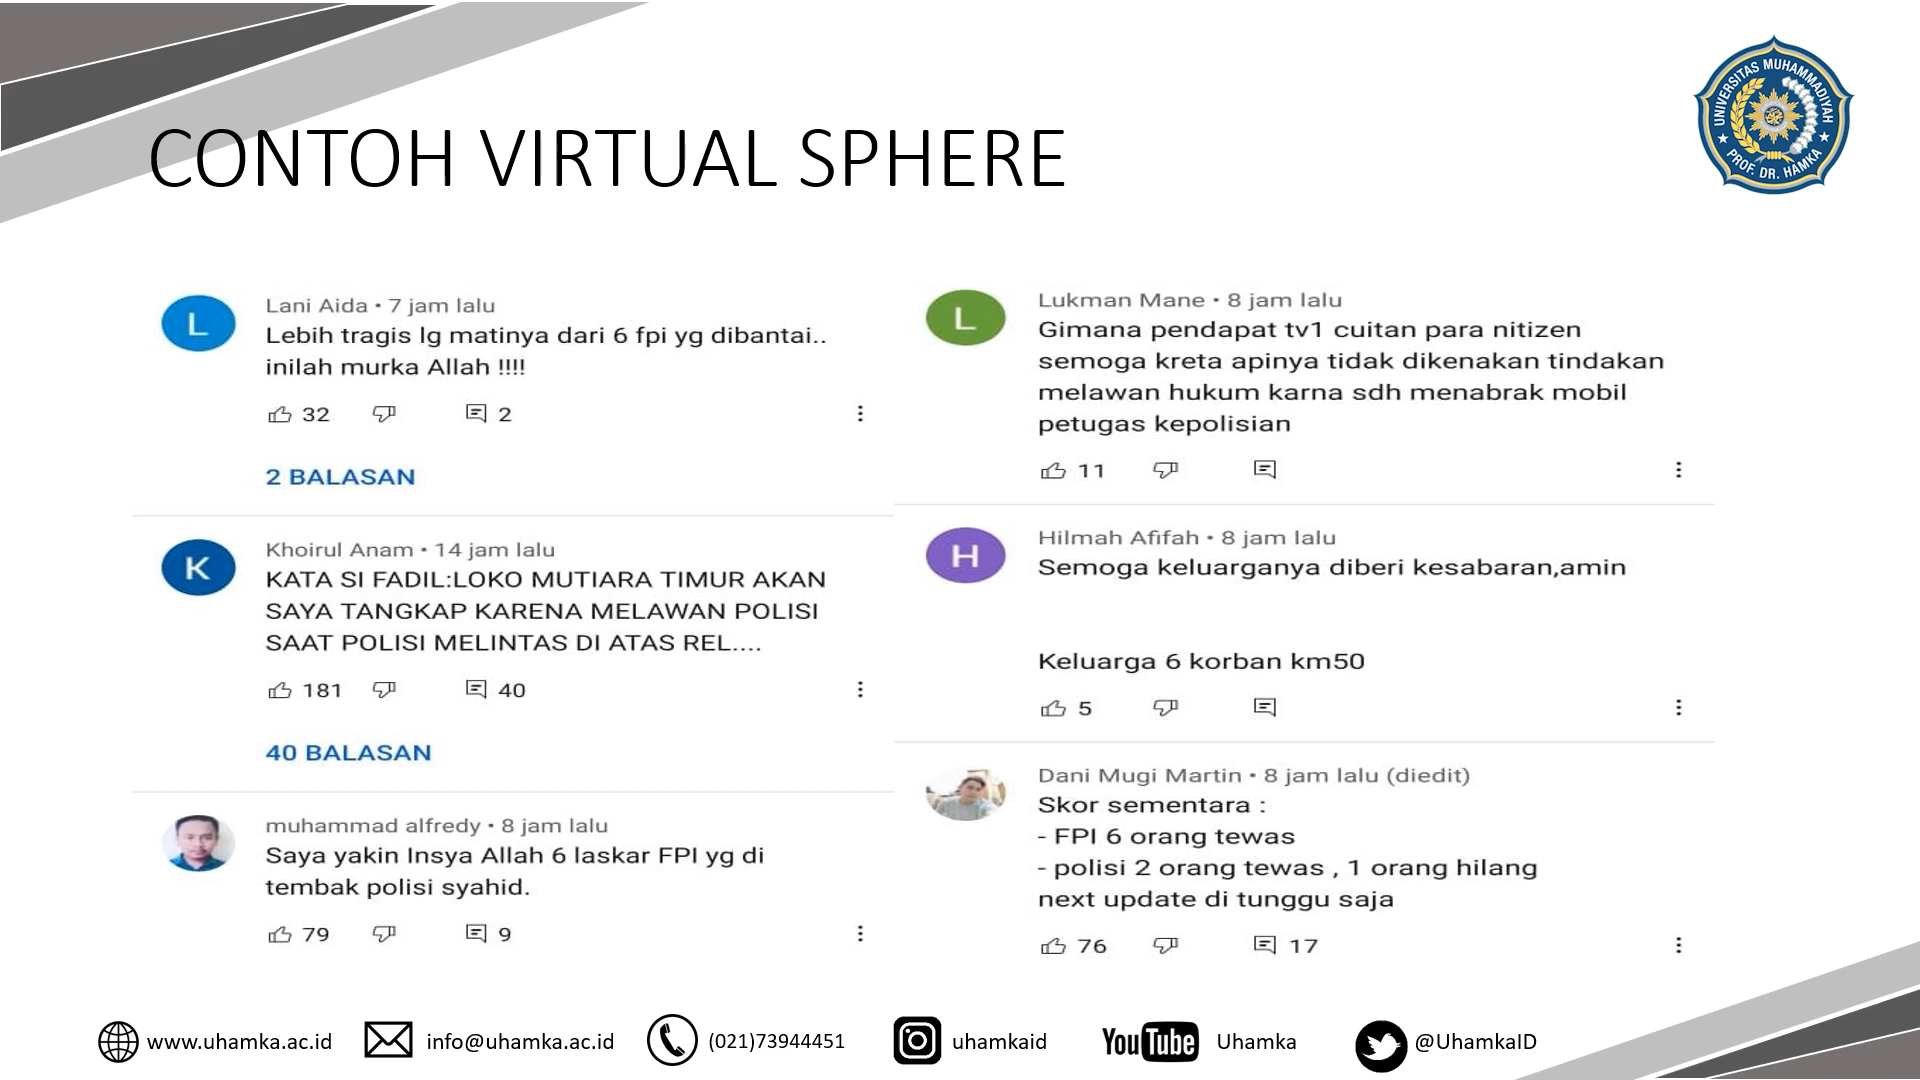 UNIVERSITAS MUHAMMADIYAH
PROF. DR. HAMKA
CONTOH VIRTUAL SPHERE
L
Lani Aida • 7 jam lalu
Lebih tragis lg matinya dari 6 fpi yg dibantai..
inilah murka Allah !!!!
32
2
2 BALASAN
K
Khoirul Anam • 14 jam lalu
KATA SI FADIL:LOKO MUTIARA TIMUR AKAN
SAYA TANGKAP KARENA MELAWAN POLISI
SAAT POLISI MELINTAS DI ATAS REL....
181
40
40 BALASAN
muhammad alfredy • 8 jam lalu
Saya yakin Insya Allah 6 laskar FPI yg di
tembak polisi syahid.
79
9
L
Lukman Mane • 8 jam lalu
Gimana pendapat tv1 cuitan para nitizen
semoga kreta apinya tidak dikenakan tindakan
melawan hukum karna sdh menabrak mobil
petugas kepolisian
11
H
Hilmah Afifah • 8 jam lalu
Semoga keluarganya diberi kesabaran,amin
Keluarga 6 korban km50
5
Dani Mugi Martin • 8 jam lalu (diedit)
Skor sementara :
- FPI 6 orang tewas
- polisi 2 orang tewas , 1 orang hilang
next update di tunggu saja
76
17
www.uhamka.ac.id
info@uhamka.ac.id
(021)73944451
uhamkaid
YouTube
Uhamka
@UhamkaID